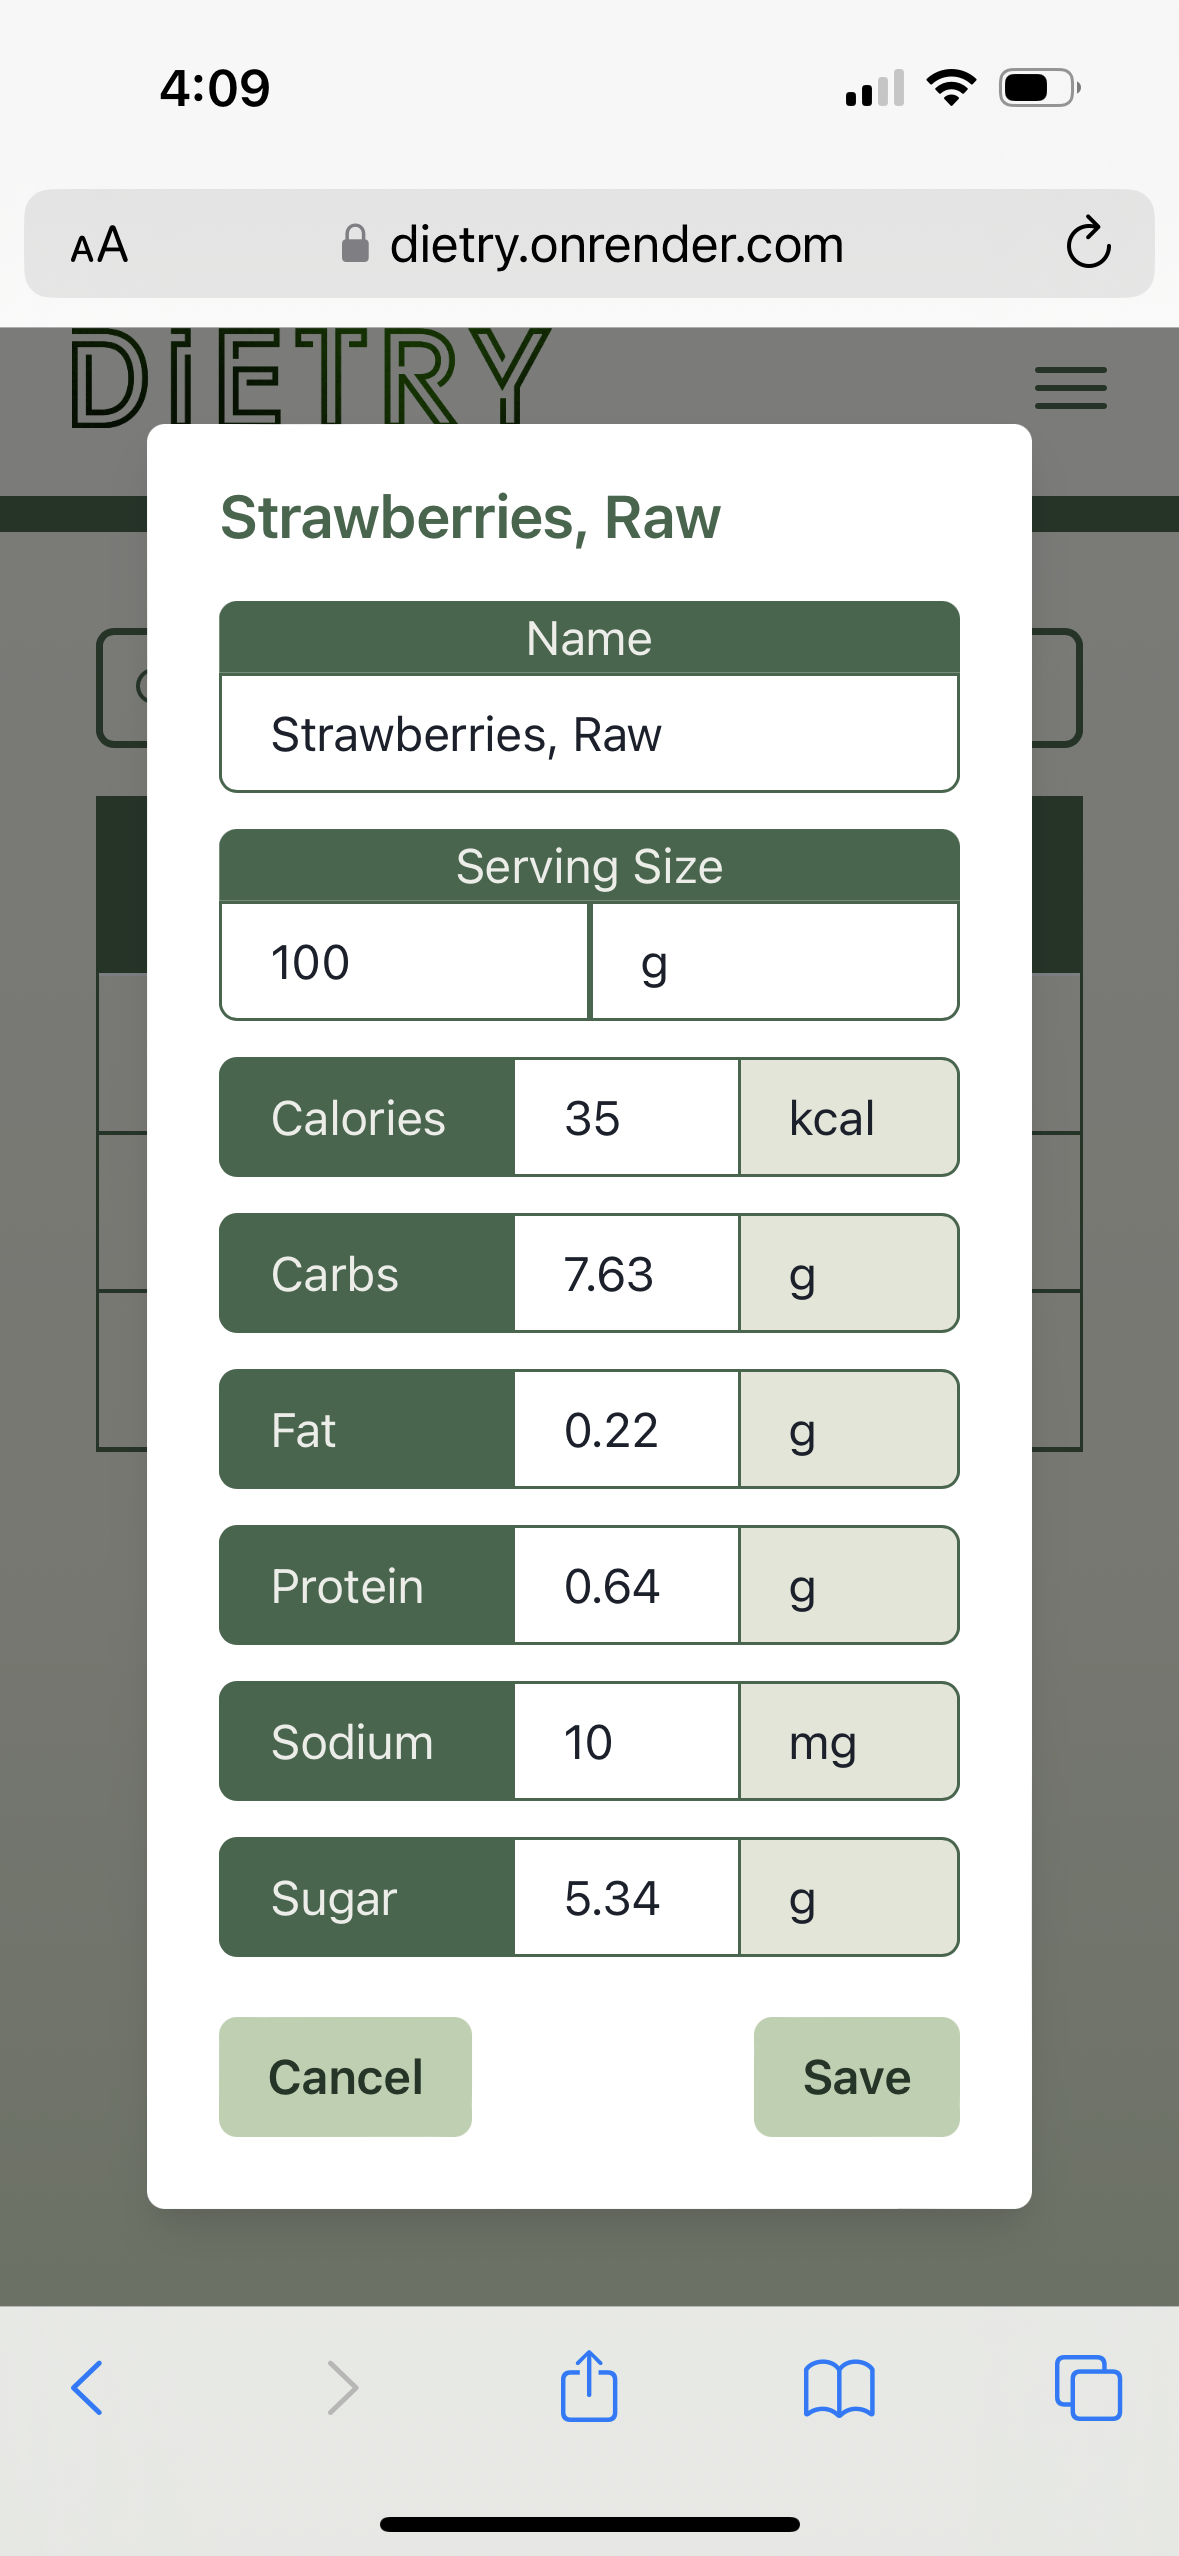 4:09
AA
dietry.onrender.com
DiETRY
Strawberries, Raw
Name
Strawberries, Raw
Serving Size
100 g
Calories 35 kcal
Carbs 7.63 g
Fat 0.22 g
Protein 0.64 g
Sodium 10 mg
Sugar 5.34 g
Cancel Save